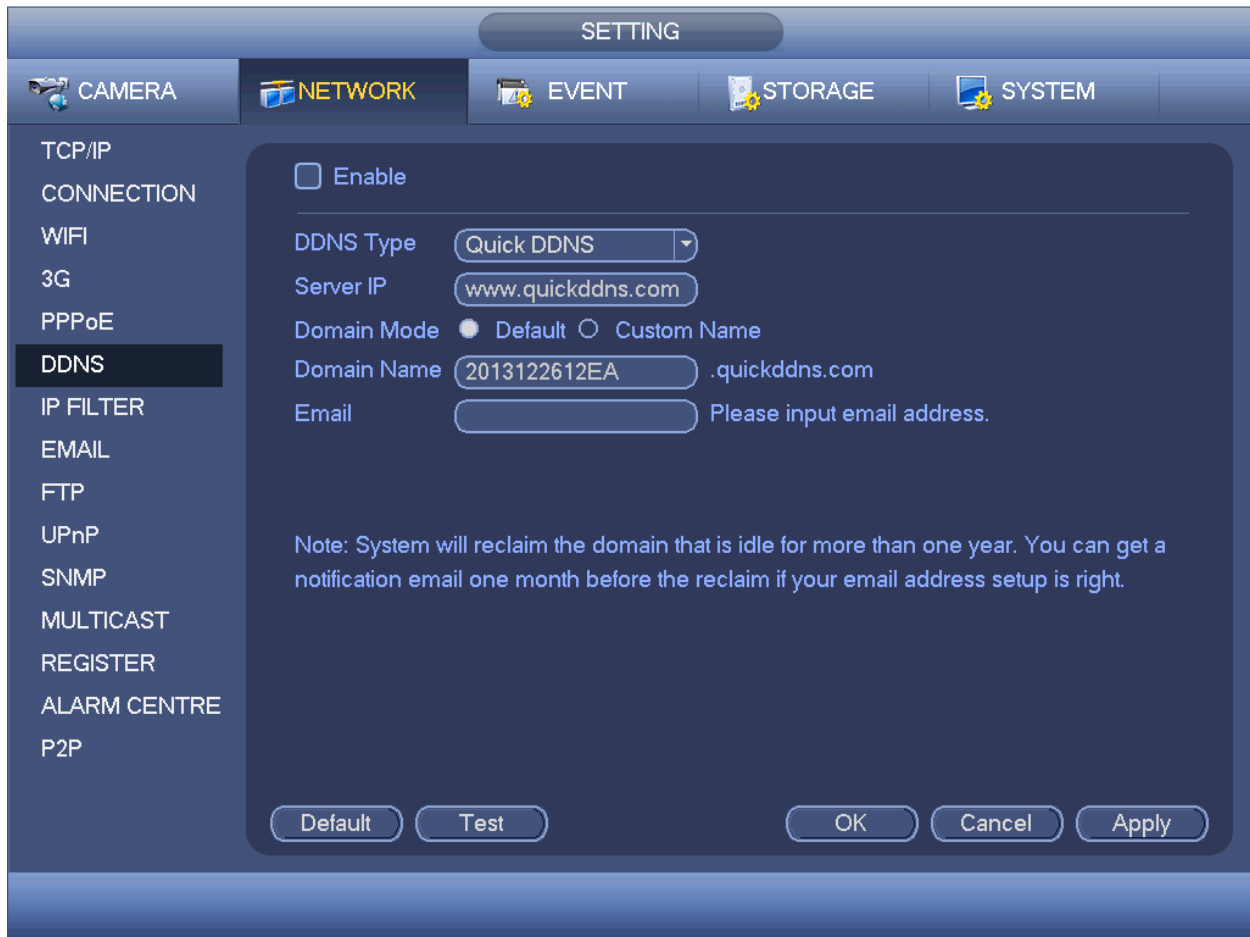 SETTING
CAMERA NETWORK EVENT STORAGE SYSTEM
TCP/IP
CONNECTION
WIFI
3G
PPPoE
DDNS
IP FILTER
EMAIL
FTP
UPnP
SNMP
MULTICAST
REGISTER
ALARM CENTRE
P2P
Enable
DDNS Type Quick DDNS
Server IP www.quickddns.com
Domain Mode Default Custom Name
Domain Name 2013122612EA .quickddns.com
Email Please input email address.
Note: System will reclaim the domain that is idle for more than one year. You can get a
notification email one month before the reclaim if your email address setup is right.
Default Test OK Cancel Apply